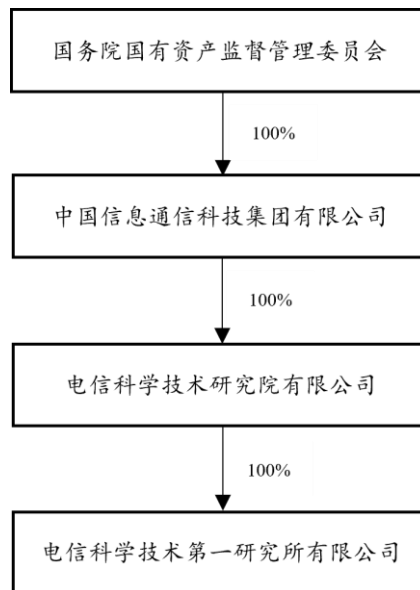 国务院国有资产监督管理委员会
100%
中国信息通信科技集团有限公司
100%
电信科学技术研究院有限公司
100%
电信科学技术第一研究所有限公司